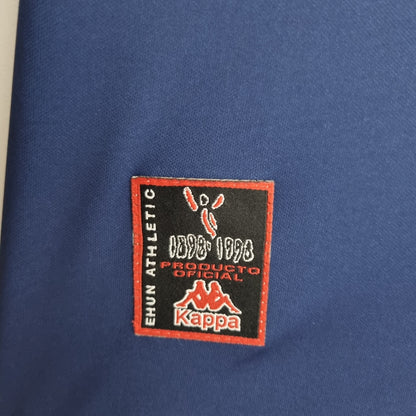 EHUN ATHLETIC
1898-1998
PRODUCTO
OFICIAL
Kappa